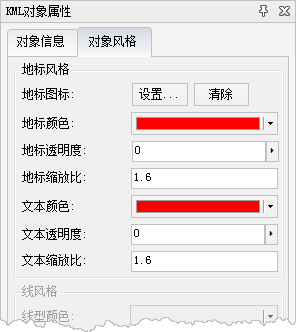 KML对象属性
对象信息 对象风格
地标风格
地标图标: 设置... 清除
地标颜色:
地标透明度: 0
地标缩放比: 1.6
文本颜色:
文本透明度: 0
文本缩放比: 1.6
线风格
线型颜色: